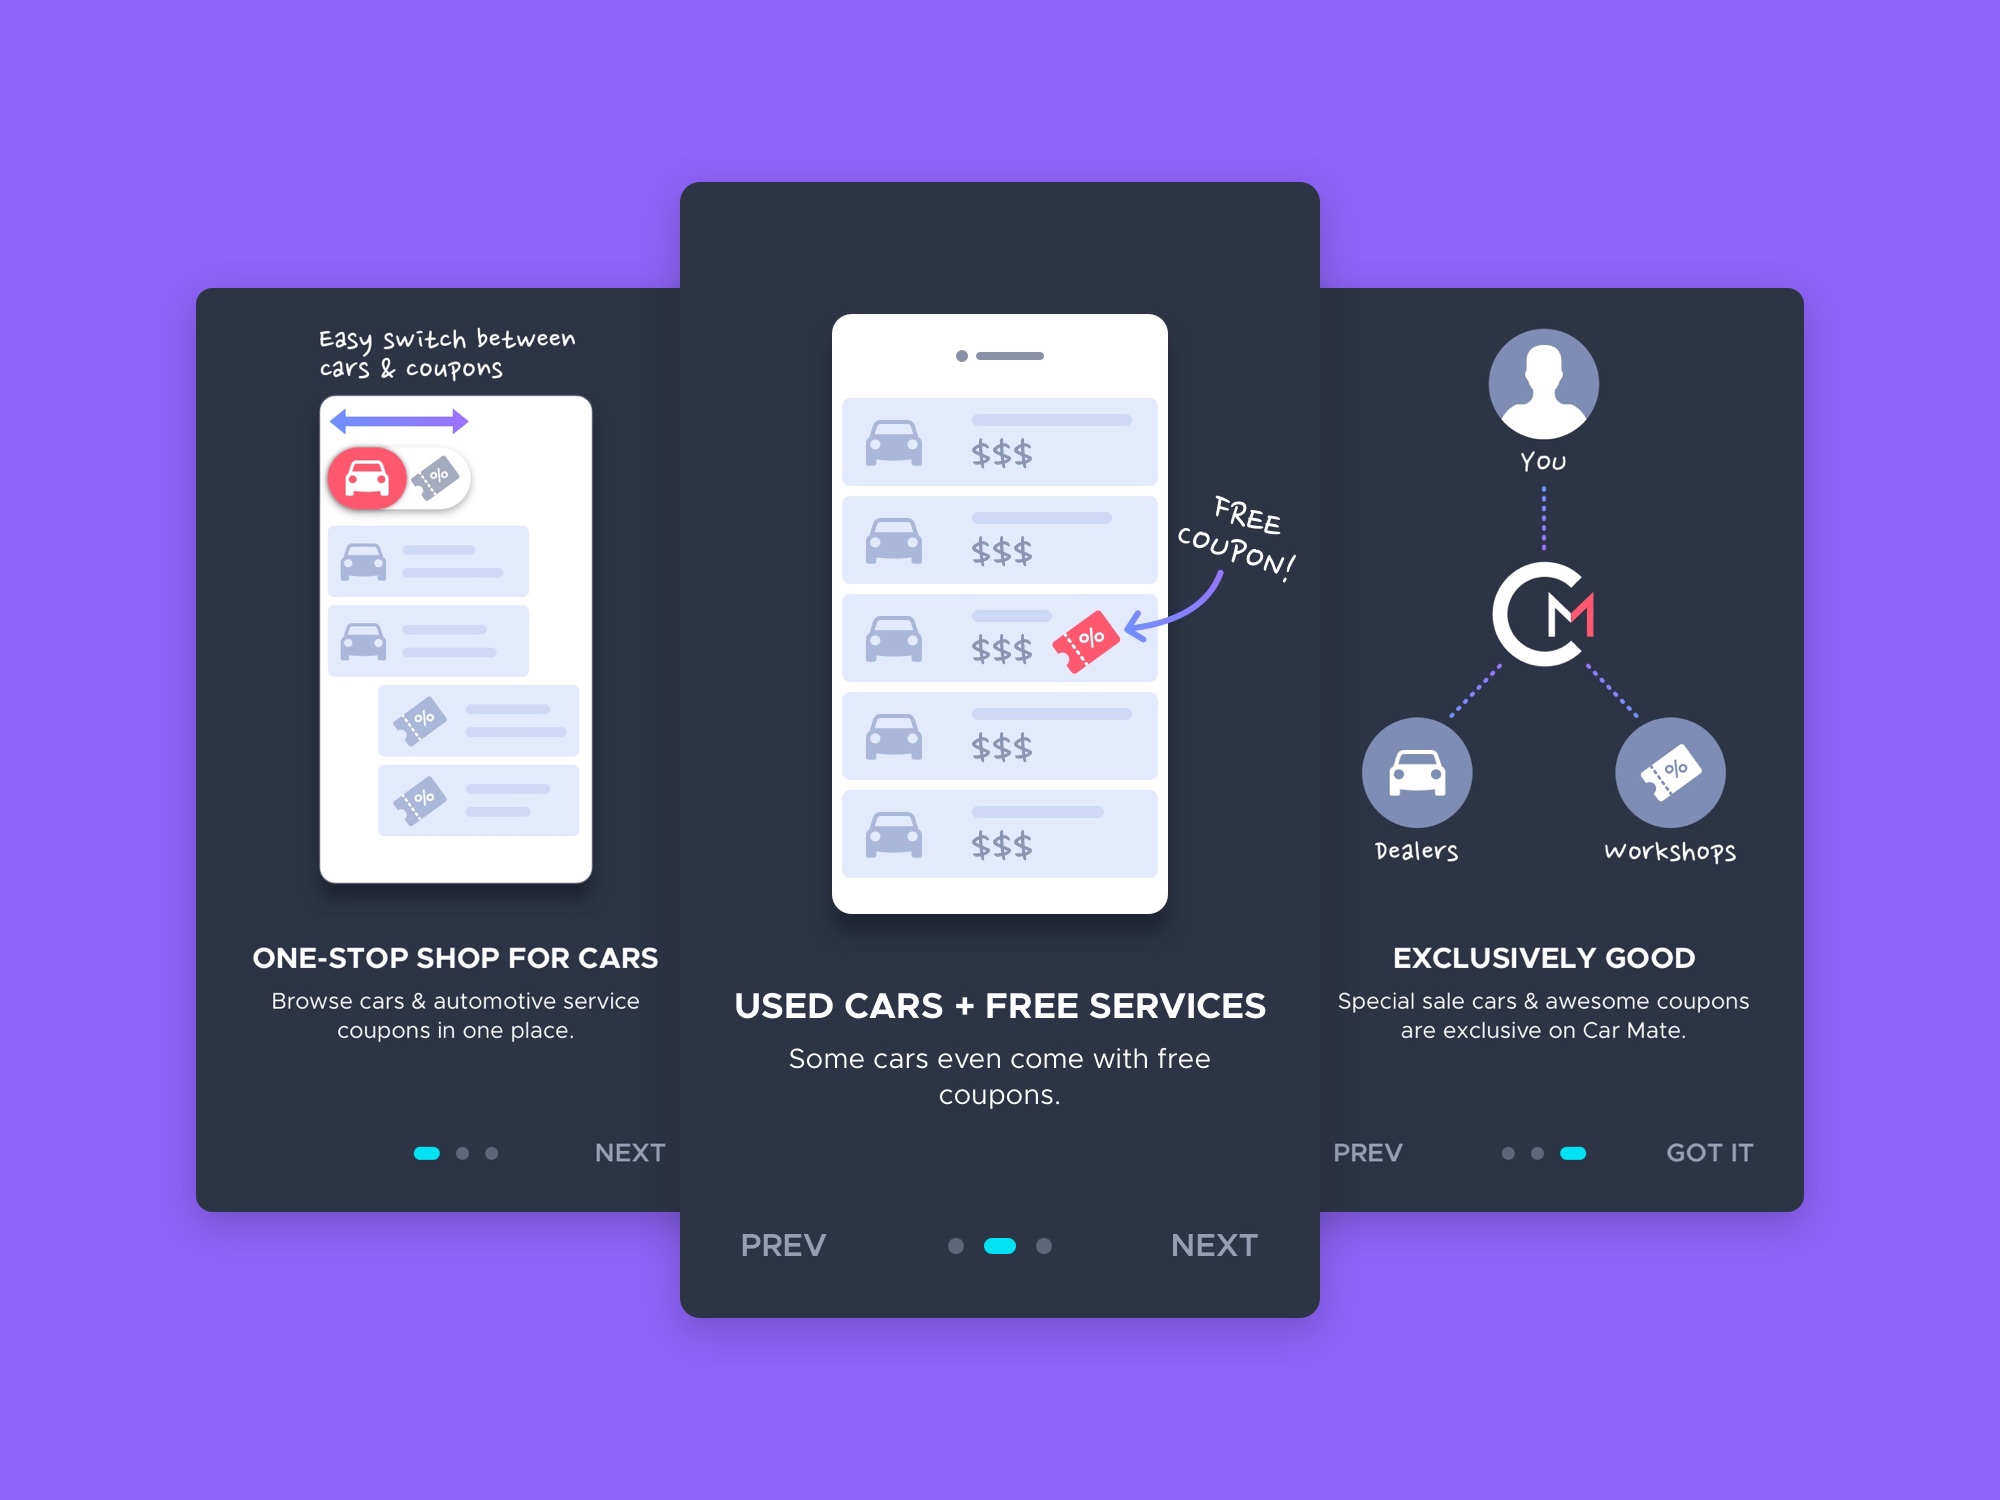 Easy switch between
cars & coupons
%
%
%
ONE-STOP SHOP FOR CARS
Browse cars & automotive service
coupons in one place.
NEXT
$$$
$$$
$$$
%
$$$
$$$
FREE
COUPON!
USED CARS + FREE SERVICES
Some cars even come with free
coupons.
PREV
NEXT
You
CM
%
Dealers
Workshops
EXCLUSIVELY GOOD
Special sale cars & awesome coupons
are exclusive on Car Mate.
PREV
GOT IT